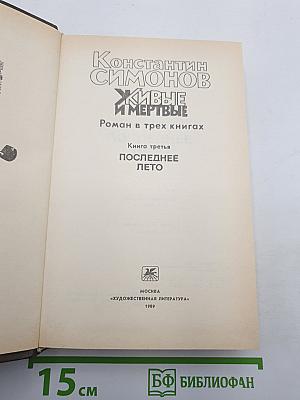 Константин
СИМОНОВ
ЖИВЫЕ
И МЕРТВЫЕ
Роман в трех книгах
Книга третья
ПОСЛЕДНЕЕ
ЛЕТО
МОСКВА
«ХУДОЖЕСТВЕННАЯ ЛИТЕРАТУРА»
1989
15 см
БФ БИБЛИОФАН